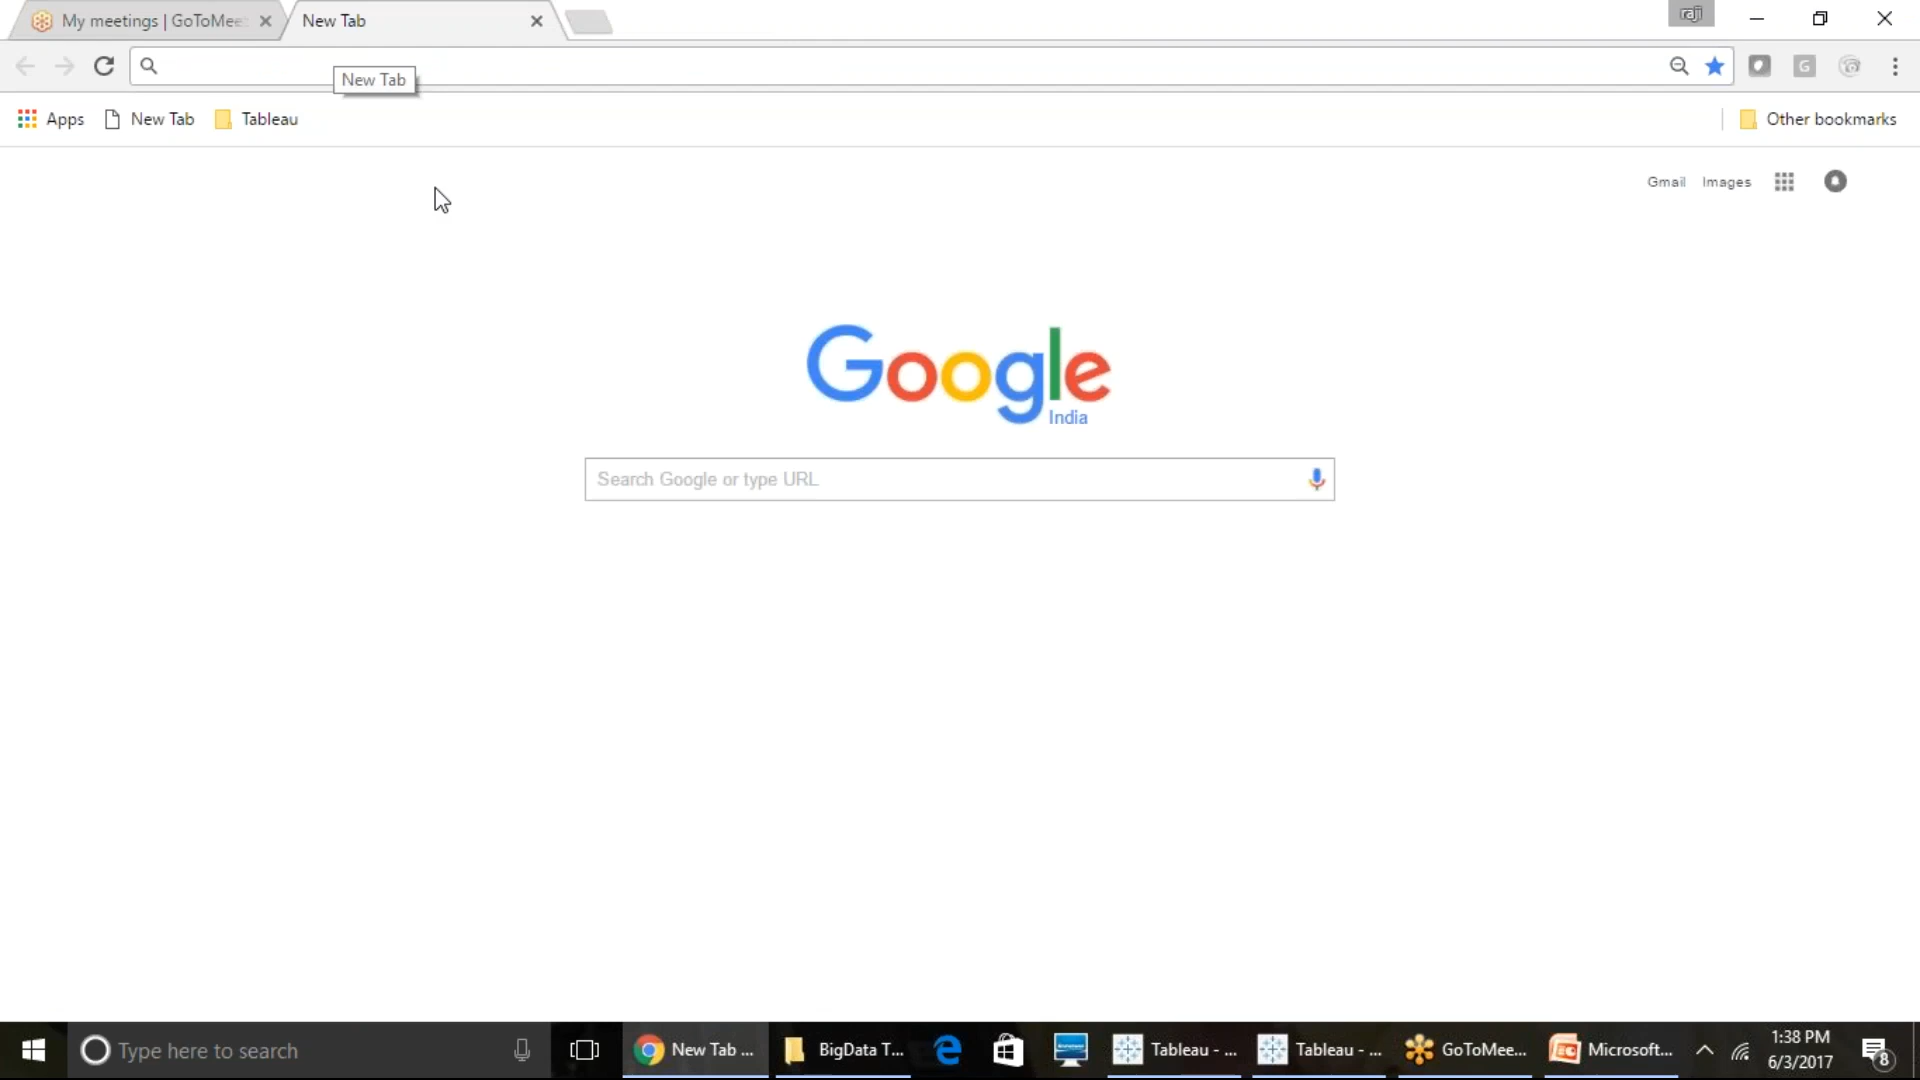 My meetings | GoToMee
New Tab
raji
New Tab
G
Apps
New Tab
Tableau
Other bookmarks
Gmail
Images
Google
India
Search Google or type URL
Type here to search
New Tab ...
BigData T...
Tableau - ...
Tableau - ...
GoToMee...
Microsoft...
1:38 PM
6/3/2017
8